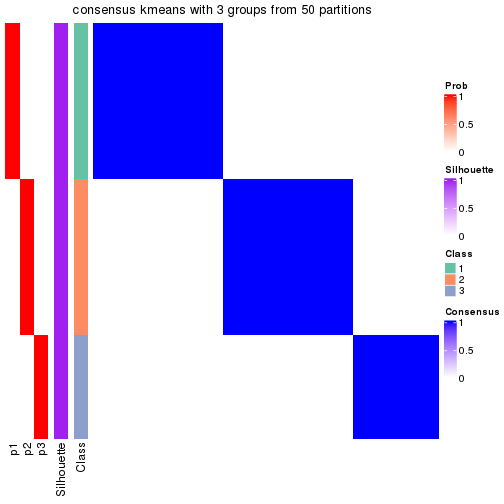 consensus kmeans with 3 groups from 50 partitions
Prob
1
0.5
0
Silhouette
1
0.5
0
Class
1
2
3
Consensus
1
0.5
0
p1
p2
p3
Silhouette
Class